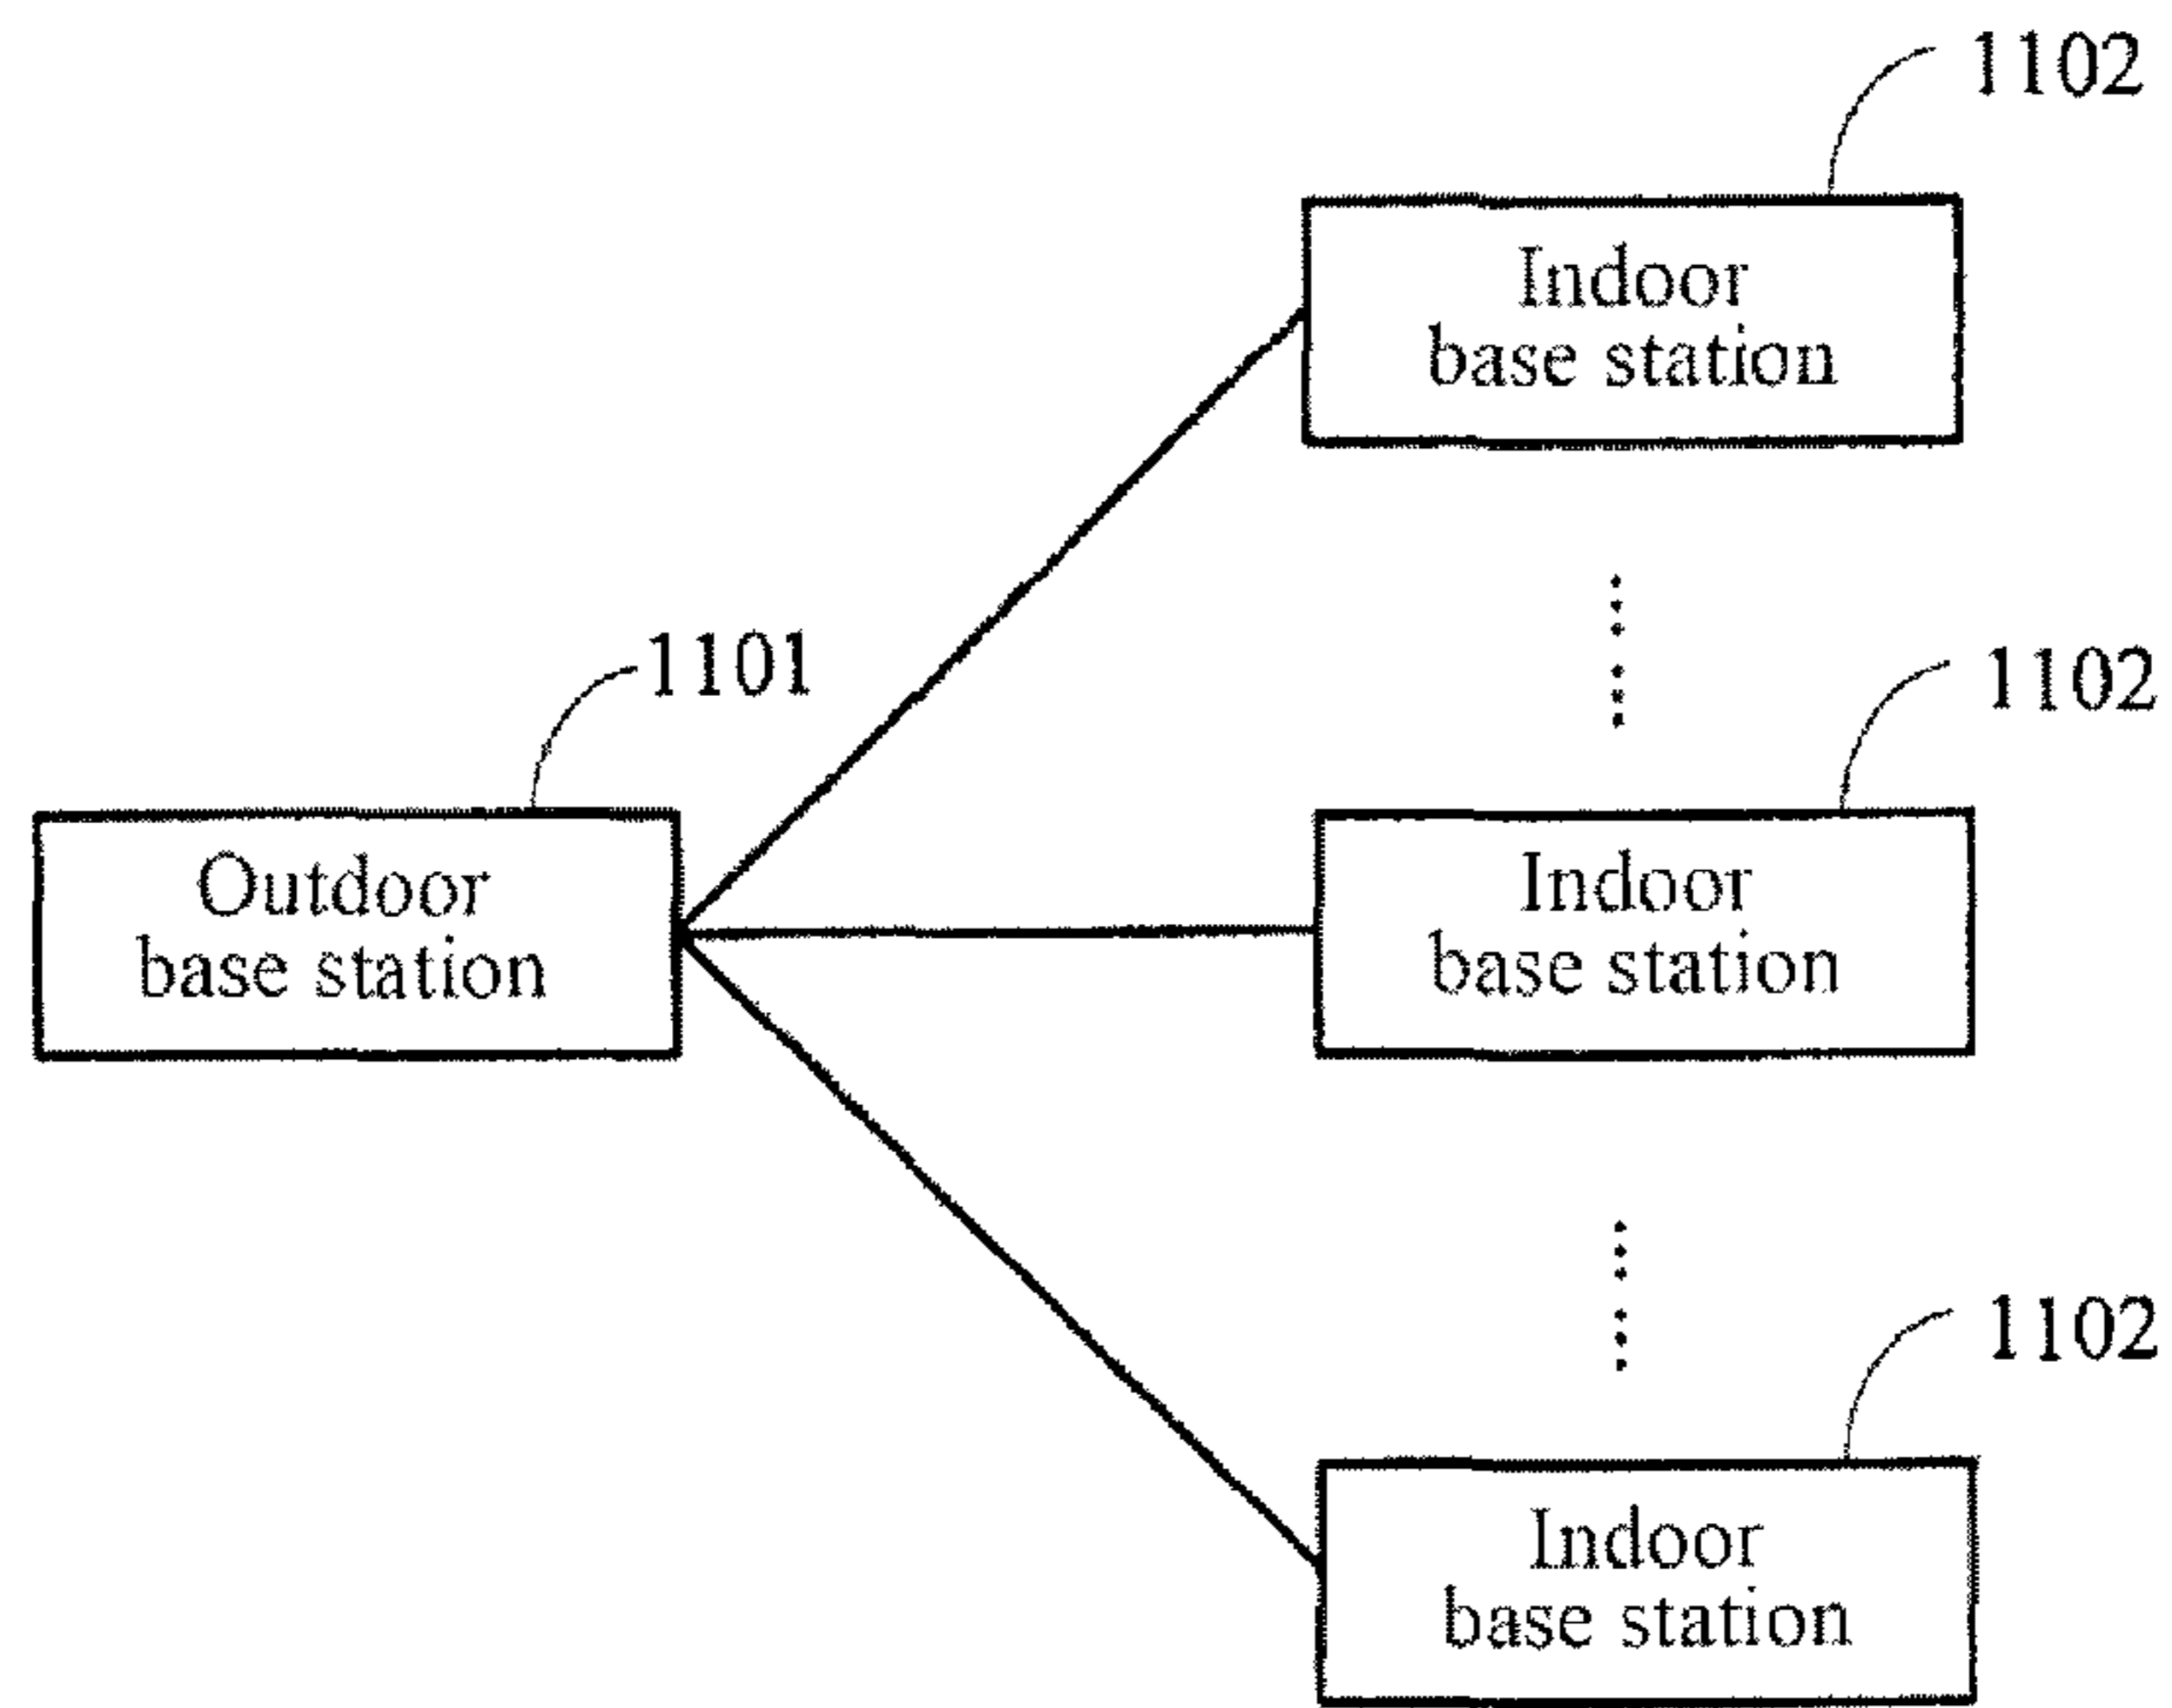 1102
Indoor
base station
1101
1102
Outdoor
base station
Indoor
base station
1102
Indoor
base station